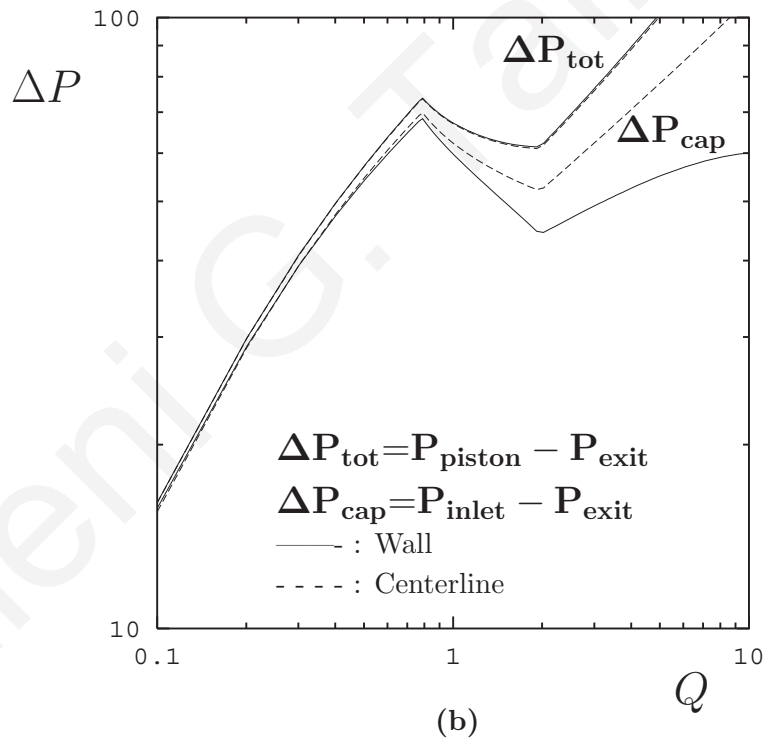 100
ΔP
ΔP_tot
ΔP_cap
ΔP_tot=P_piston − P_exit
ΔP_cap=P_inlet − P_exit
: Wall
: Centerline
10
0.1 1 10
Q
(b)